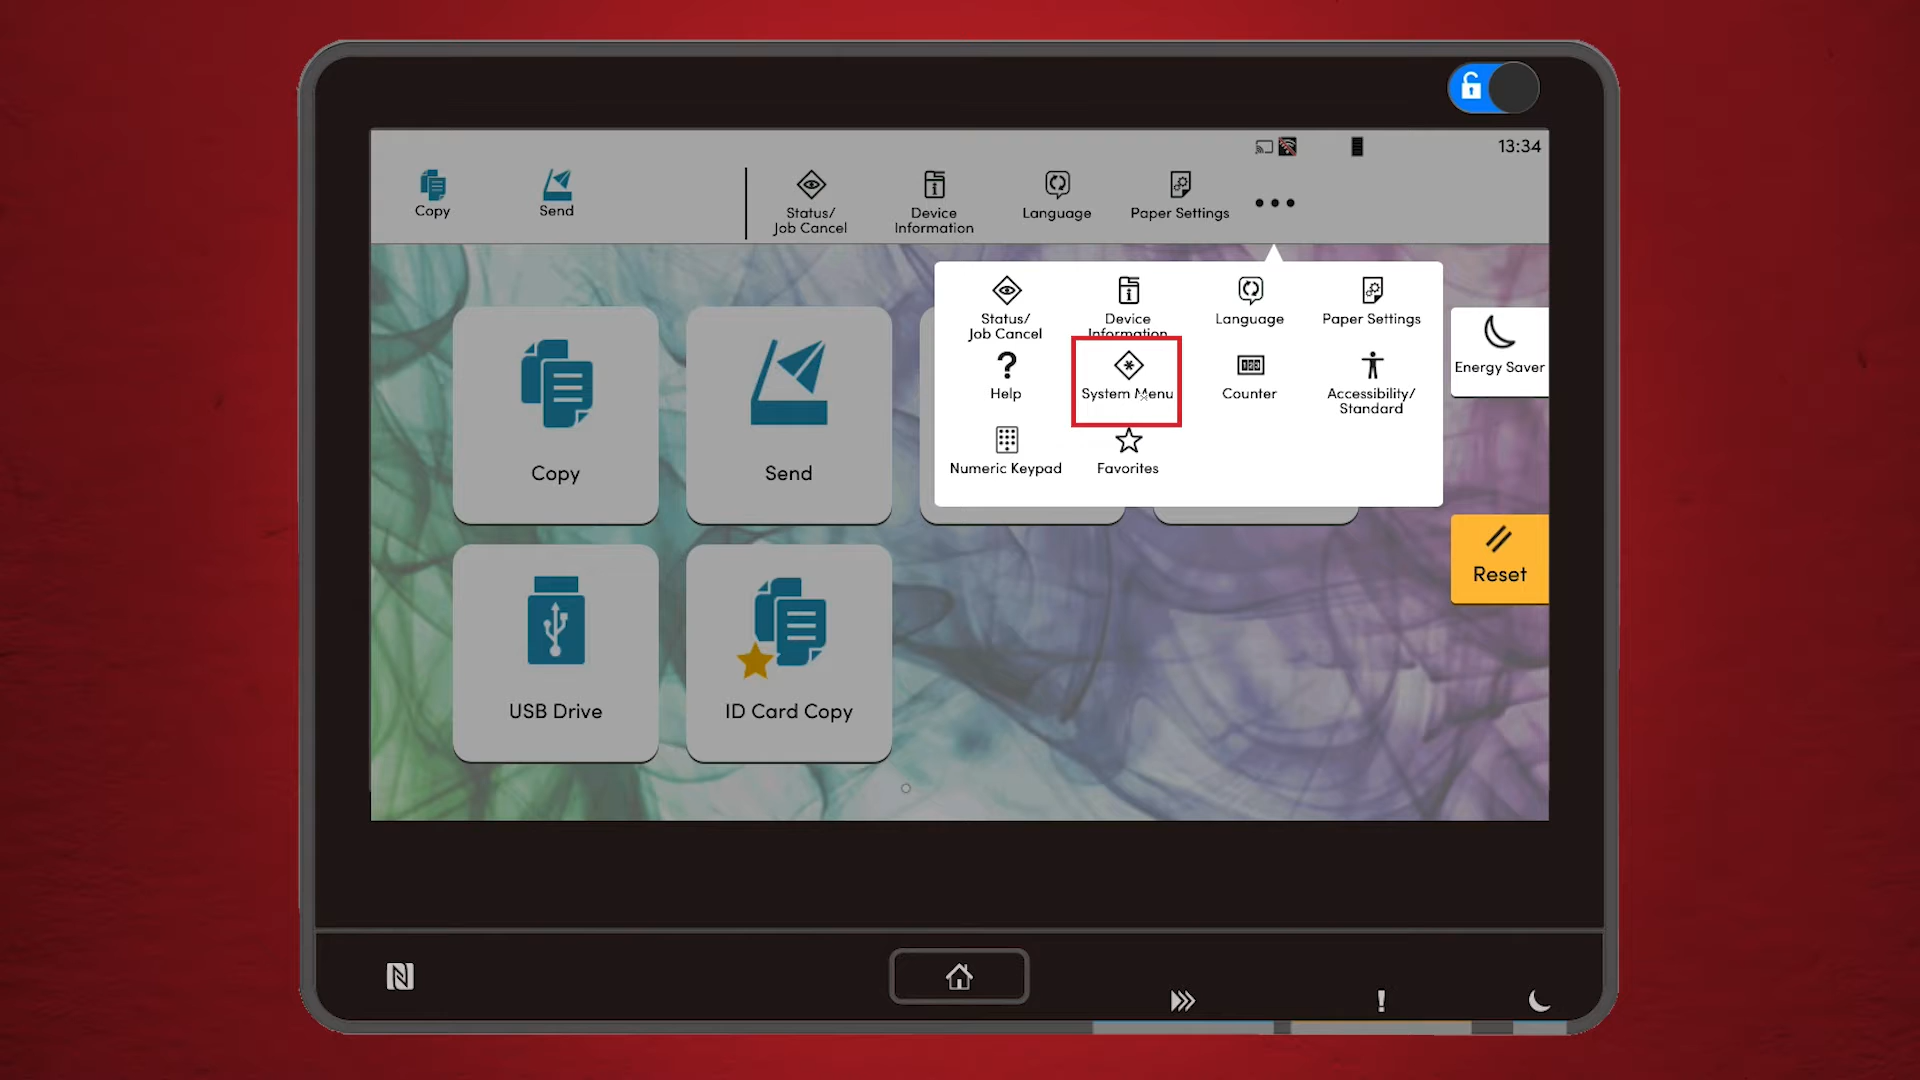 13:34
Copy
Send
Status/
Job Cancel
Device
Information
Language
Paper Settings
Status/
Job Cancel
Device
Information
Language
Paper Settings
Help
System Menu
Counter
Accessibility/
Standard
Numeric Keypad
Favorites
Energy Saver
Copy
Send
Reset
USB Drive
ID Card Copy